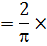 = 2/π ×